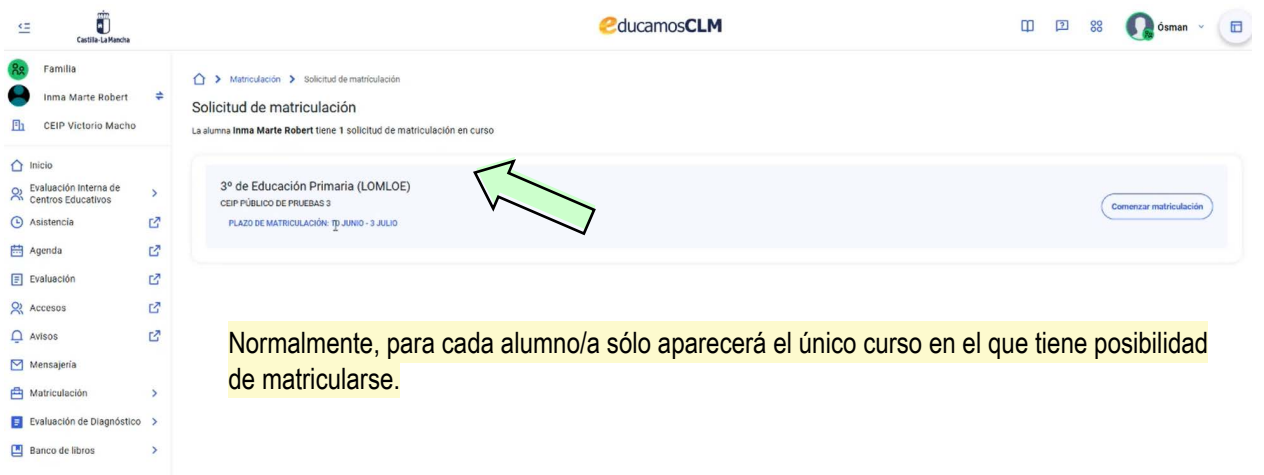 Castilla-La Mancha
educamosCLM
Ósman
Familia
Inma Marte Robert
CEIP Victorio Macho
Inicio
Evaluación Interna de
Centros Educativos
Asistencia
Agenda
Evaluación
Accesos
Avisos
Mensajería
Matriculación
Evaluación de Diagnóstico
Banco de libros
Matriculación > Solicitud de matriculación
Solicitud de matriculación
La alumna Inma Marte Robert tiene 1 solicitud de matriculación en curso
3º de Educación Primaria (LOMLOE)
CEIP PÚBLICO DE PRUEBAS 3
PLAZO DE MATRICULACIÓN: 10 JUNIO - 3 JULIO
Comenzar matriculación
Normalmente, para cada alumno/a sólo aparecerá el único curso en el que tiene posibilidad
de matricularse.